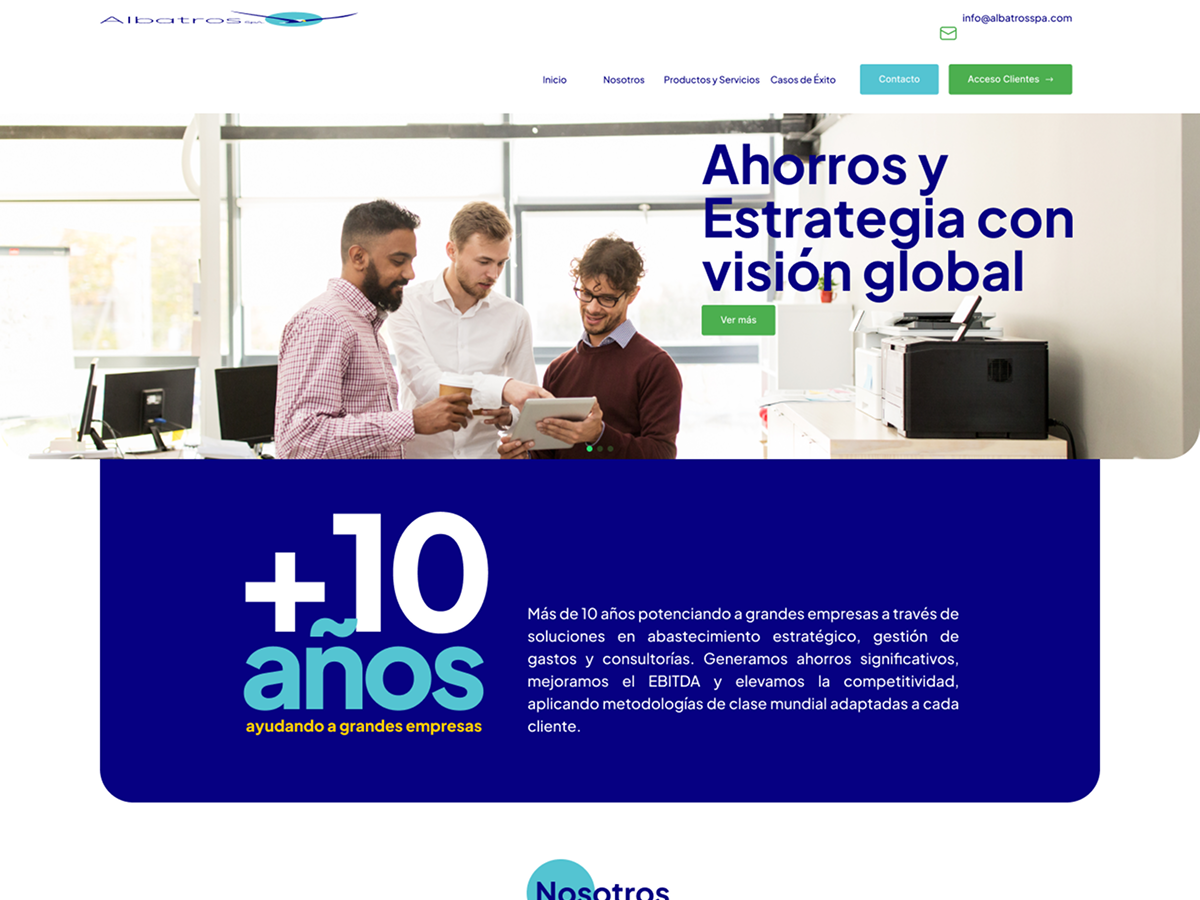 Albatros SpA
info@albatrosspa.com
Inicio
Nosotros
Productos y Servicios
Casos de Éxito
Contacto
Acceso Clientes →
Ahorros y
Estrategia con
visión global
Ver más
+10
años
ayudando a grandes empresas
Más de 10 años potenciando a grandes empresas a través de
soluciones en abastecimiento estratégico, gestión de
gastos y consultorías. Generamos ahorros significativos,
mejoramos el EBITDA y elevamos la competitividad,
aplicando metodologías de clase mundial adaptadas a cada
cliente.
Nosotros